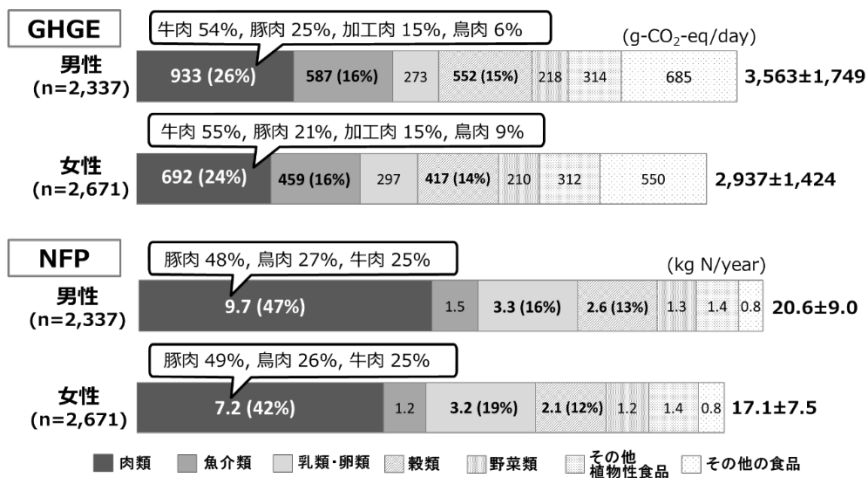 GHGE
牛肉 54%, 豚肉 25%, 加工肉 15%, 鳥肉 6%
(g-CO₂-eq/day)
男性
(n=2,337)
933 (26%) 587 (16%) 273 552 (15%) 218 314 685 3,563±1,749
牛肉 55%, 豚肉 21%, 加工肉 15%, 鳥肉 9%
女性
(n=2,671)
692 (24%) 459 (16%) 297 417 (14%) 210 312 550 2,937±1,424
NFP
豚肉 48%, 鳥肉 27%, 牛肉 25%
(kg N/year)
男性
(n=2,337)
9.7 (47%) 1.5 3.3 (16%) 2.6 (13%) 1.3 1.4 0.8 20.6±9.0
豚肉 49%, 鳥肉 26%, 牛肉 25%
女性
(n=2,671)
7.2 (42%) 1.2 3.2 (19%) 2.1 (12%) 1.2 1.4 0.8 17.1±7.5
肉類 魚介類 乳類・卵類 穀類 野菜類 その他
植物性食品 その他の食品